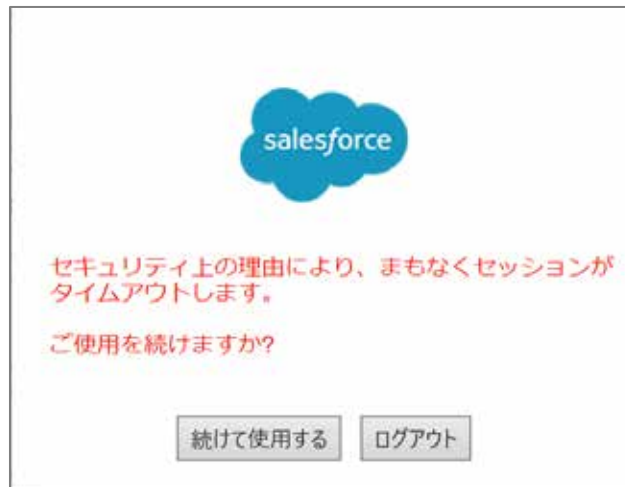 salesforce
セキュリティ上の理由により、まもなくセッションが
タイムアウトします。
ご使用を続けますか?
続けて使用する
ログアウト